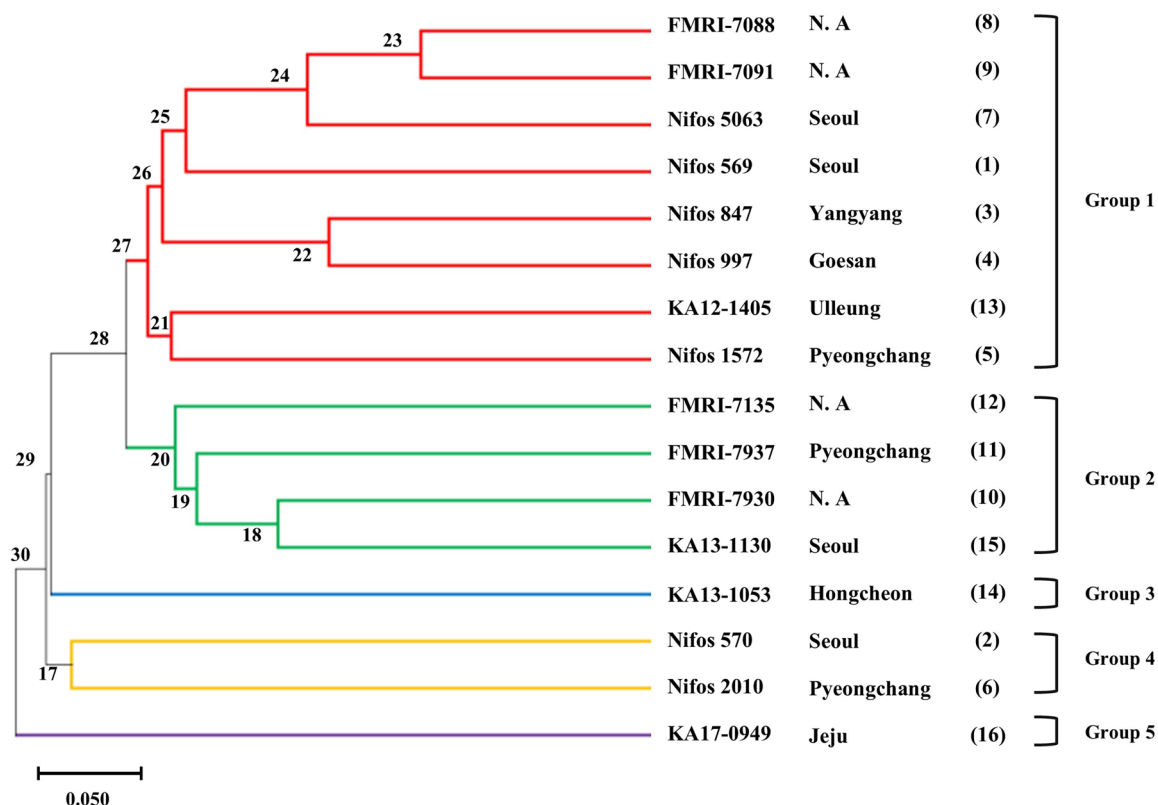 FMRI-7088 N. A (8)
23
FMRI-7091 N. A (9)
24
Nifos 5063 Seoul (7)
25
Nifos 569 Seoul (1)
26
Group 1
Nifos 847 Yangyang (3)
27
22
Nifos 997 Goesan (4)
KA12-1405 Ulleung (13)
21
28
Nifos 1572 Pyeongchang (5)
FMRI-7135 N. A (12)
FMRI-7937 Pyeongchang (11)
29
20
Group 2
19
FMRI-7930 N. A (10)
18
KA13-1130 Seoul (15)
30
KA13-1053 Hongcheon (14) Group 3
Nifos 570 Seoul (2)
Group 4
17
Nifos 2010 Pyeongchang (6)
KA17-0949 Jeju (16) Group 5
0.050